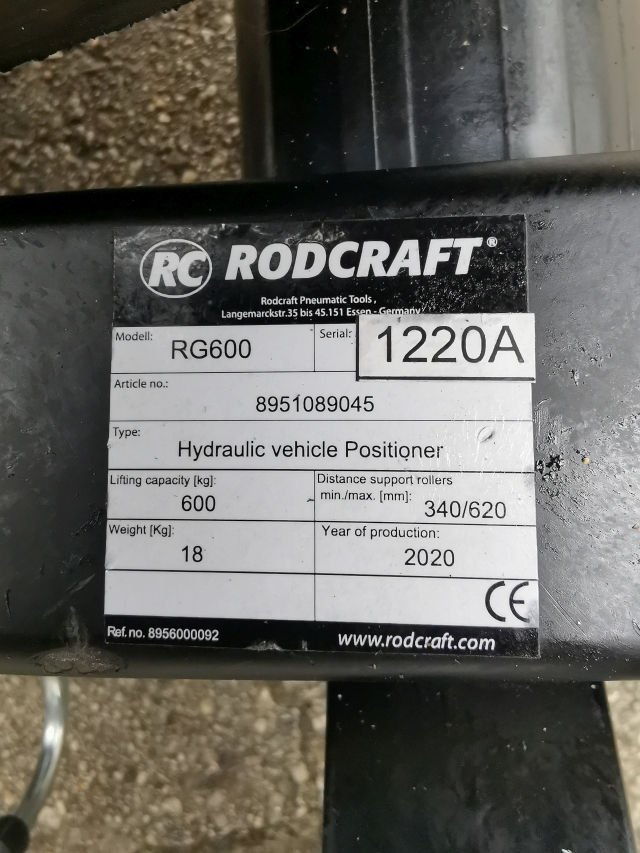 RC RODCRAFT®
Rodcraft Pneumatic Tools,
Langemarckstr.35 bis 45.151 Essen - Germany
Modell: RG600 Serial: 1220A
Article no.:
8951089045
Type:
Hydraulic vehicle Positioner
Lifting capacity [kg]: 600
Distance support rollers
min./max. [mm]: 340/620
Weight [Kg]: 18
Year of production: 2020
CE
Ref.no. 8956000092 www.rodcraft.com